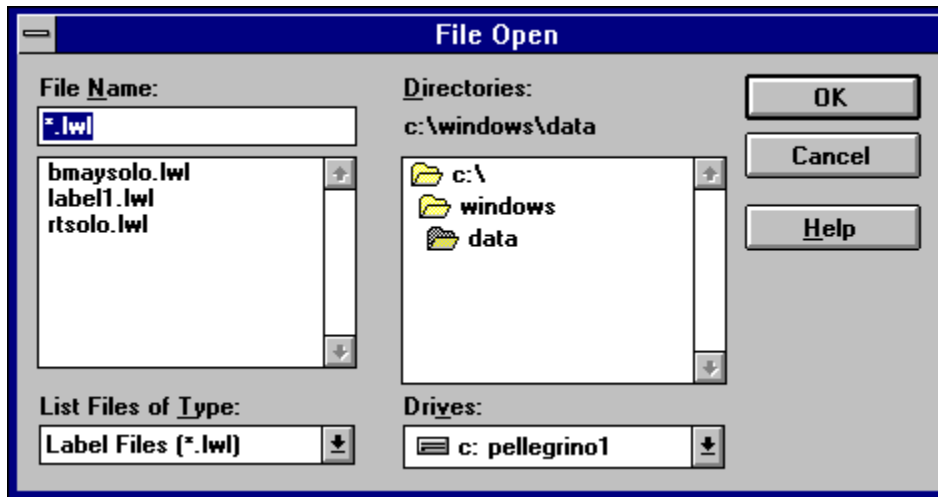 File Open
File Name:
*.lwl
bmaysolo.lwl
label1.lwl
rtsolo.lwl
List Files of Type:
Label Files (*.lwl)
Directories:
c:\windows\data
c:\
windows
data
Drives:
c: pellegrino1
OK
Cancel
Help